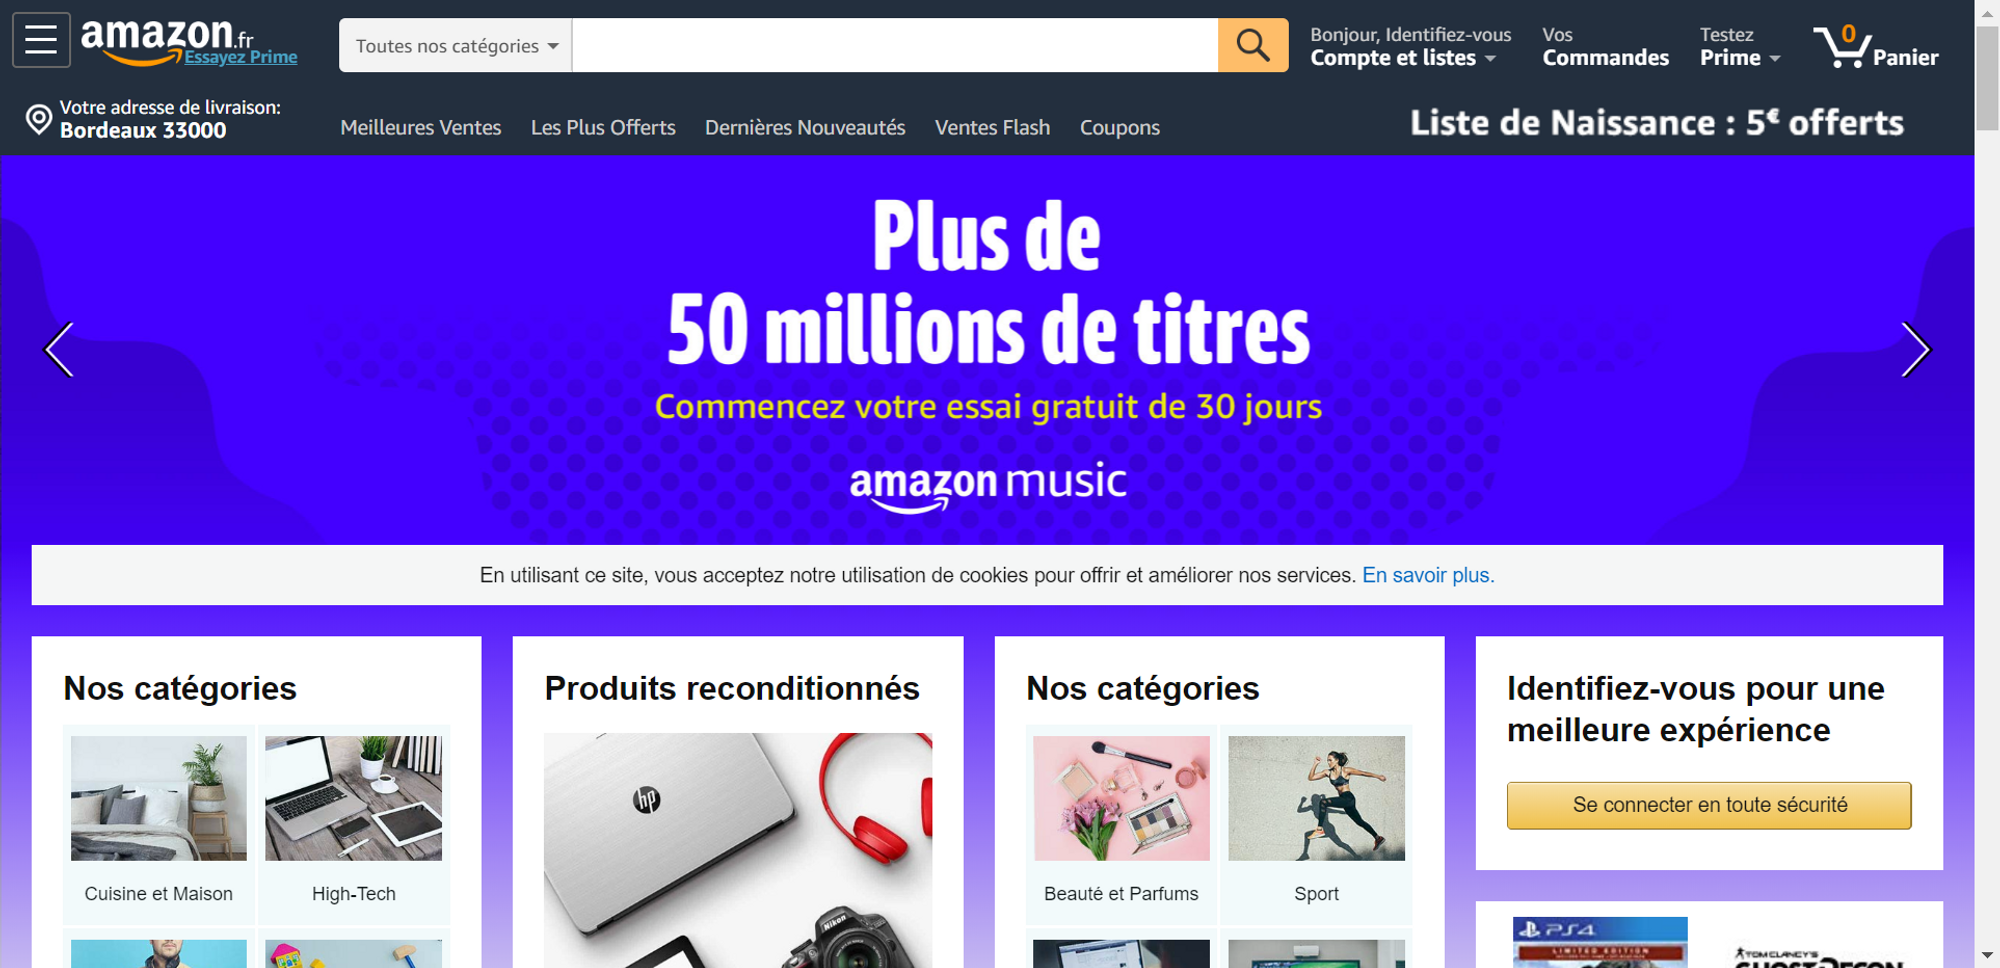 amazon.fr
Essayez Prime
Toutes nos catégories
Bonjour, Identifiez-vous
Compte et listes
Vos
Commandes
Testez
Prime
0
Panier
Votre adresse de livraison:
Bordeaux 33000
Meilleures Ventes
Les Plus Offerts
Dernières Nouveautés
Ventes Flash
Coupons
Liste de Naissance : 5€ offerts
Plus de
50 millions de titres
Commencez votre essai gratuit de 30 jours
amazon music
En utilisant ce site, vous acceptez notre utilisation de cookies pour offrir et améliorer nos services. En savoir plus.
Nos catégories
Cuisine et Maison
High-Tech
Produits reconditionnés
hp
Nikon
Nos catégories
Beauté et Parfums
Sport
Identifiez-vous pour une
meilleure expérience
Se connecter en toute sécurité
PS4
LIMITED EDITION
TOM CLANCY'S
GHOST RECON